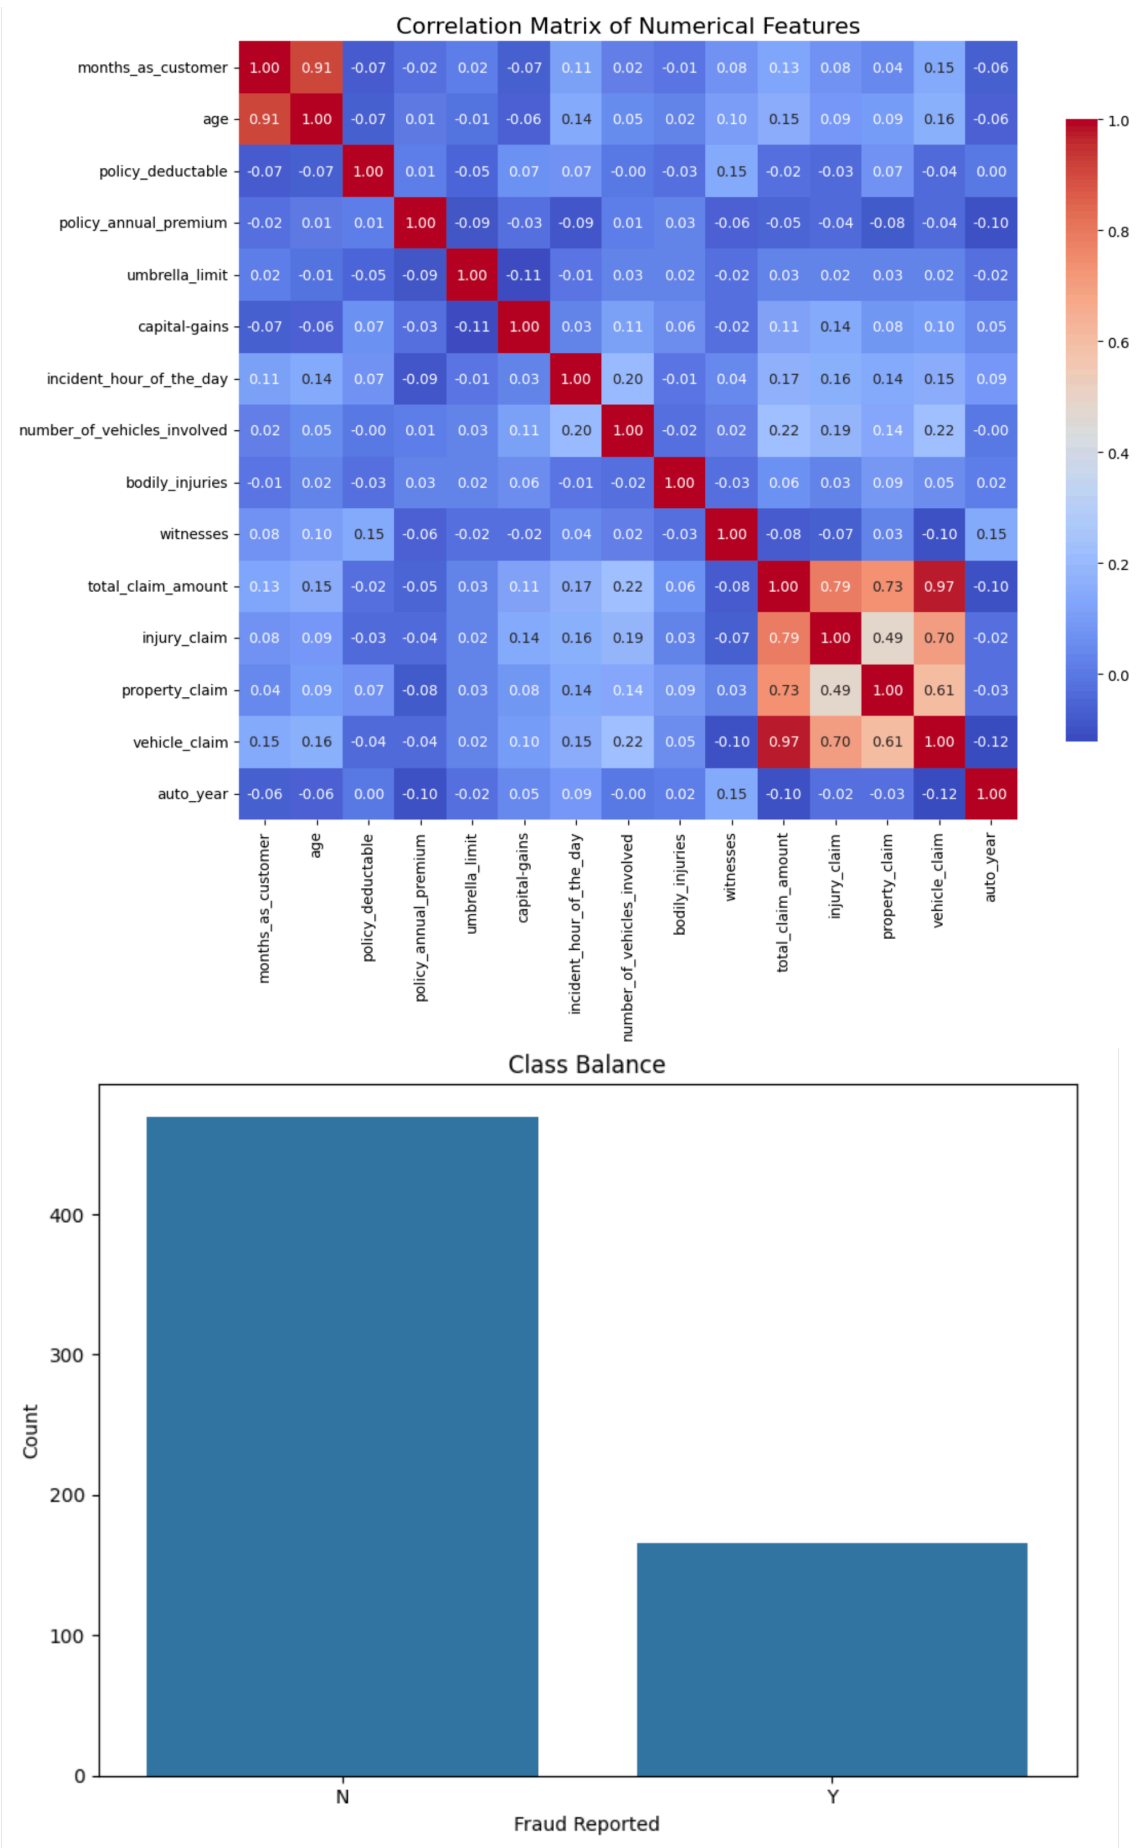 Correlation Matrix of Numerical Features
months_as_customer 1.00 0.91 -0.07 -0.02 0.02 -0.07 0.11 0.02 -0.01 0.08 0.13 0.08 0.04 0.15 -0.06
age 0.91 1.00 -0.07 0.01 -0.01 -0.06 0.14 0.05 0.02 0.10 0.15 0.09 0.09 0.16 -0.06
policy_deductable -0.07 -0.07 1.00 0.01 -0.05 0.07 0.07 -0.00 -0.03 0.15 -0.02 -0.03 0.07 -0.04 0.00
policy_annual_premium -0.02 0.01 0.01 1.00 -0.09 -0.03 -0.09 0.01 0.03 -0.06 -0.05 -0.04 -0.08 -0.04 -0.10
umbrella_limit 0.02 -0.01 -0.05 -0.09 1.00 -0.11 -0.01 0.03 0.02 -0.02 0.03 0.02 0.03 0.02 -0.02
capital-gains -0.07 -0.06 0.07 -0.03 -0.11 1.00 0.03 0.11 0.06 -0.02 0.11 0.14 0.08 0.10 0.05
incident_hour_of_the_day 0.11 0.14 0.07 -0.09 -0.01 0.03 1.00 0.20 -0.01 0.04 0.17 0.16 0.14 0.15 0.09
number_of_vehicles_involved 0.02 0.05 -0.00 0.01 0.03 0.11 0.20 1.00 -0.02 0.02 0.22 0.19 0.14 0.22 -0.00
bodily_injuries -0.01 0.02 -0.03 0.03 0.02 0.06 -0.01 -0.02 1.00 -0.03 0.06 0.03 0.09 0.05 0.02
witnesses 0.08 0.10 0.15 -0.06 -0.02 -0.02 0.04 0.02 -0.03 1.00 -0.08 -0.07 0.03 -0.10 0.15
total_claim_amount 0.13 0.15 -0.02 -0.05 0.03 0.11 0.17 0.22 0.06 -0.08 1.00 0.79 0.73 0.97 -0.10
injury_claim 0.08 0.09 -0.03 -0.04 0.02 0.14 0.16 0.19 0.03 -0.07 0.79 1.00 0.49 0.70 -0.02
property_claim 0.04 0.09 0.07 -0.08 0.03 0.08 0.14 0.14 0.09 0.03 0.73 0.49 1.00 0.61 -0.03
vehicle_claim 0.15 0.16 -0.04 -0.04 0.02 0.10 0.15 0.22 0.05 -0.10 0.97 0.70 0.61 1.00 -0.12
auto_year -0.06 -0.06 0.00 -0.10 -0.02 0.05 0.09 -0.00 0.02 0.15 -0.10 -0.02 -0.03 -0.12 1.00
months_as_customer
age
policy_deductable
policy_annual_premium
umbrella_limit
capital-gains
incident_hour_of_the_day
number_of_vehicles_involved
bodily_injuries
witnesses
total_claim_amount
injury_claim
property_claim
vehicle_claim
auto_year
1.0
0.8
0.6
0.4
0.2
0.0
Class Balance
Count
400
300
200
100
0
N Y
Fraud Reported